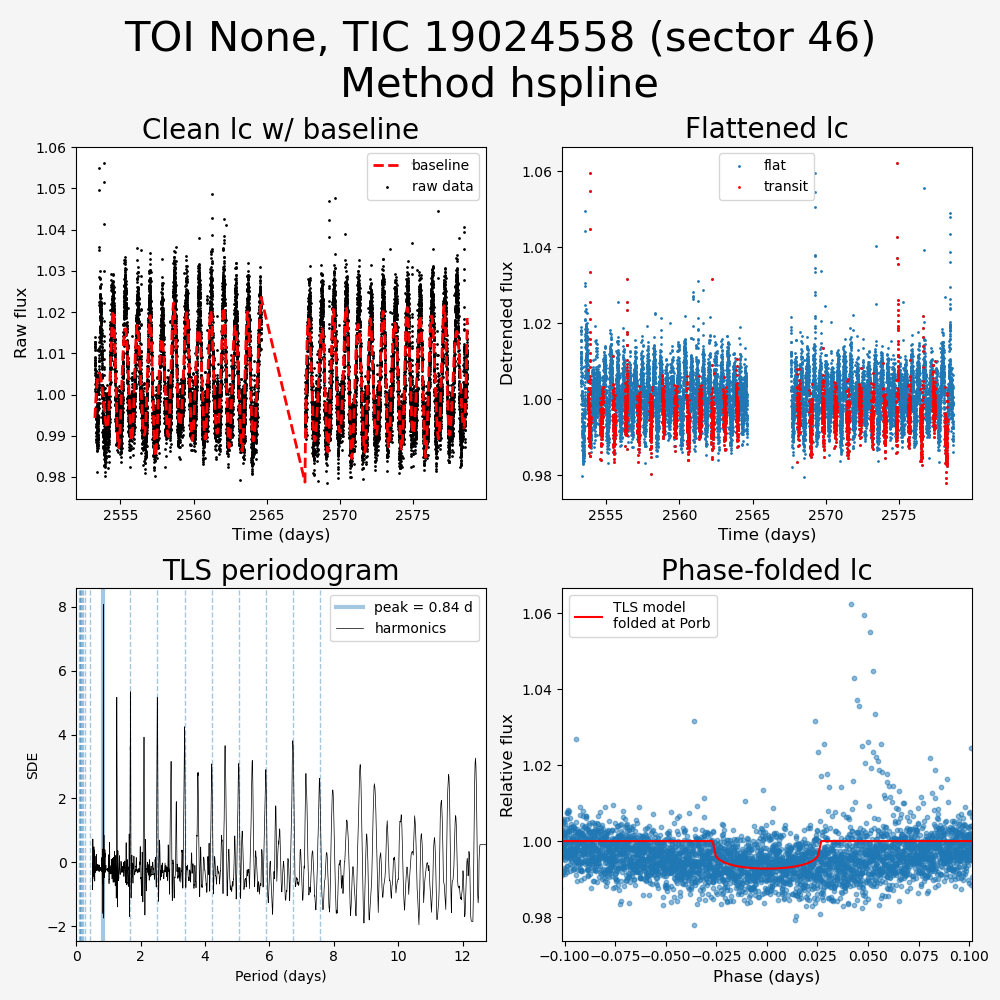 TOI None, TIC 19024558 (sector 46)
Method hspline
Clean lc w/ baseline
Flattened lc
baseline
raw data
flat
transit
Raw flux
1.06
1.05
1.04
1.03
1.02
1.01
1.00
0.99
0.98
2555 2560 2565 2570 2575
Time (days)
Detrended flux
1.06
1.04
1.02
1.00
0.98
2555 2560 2565 2570 2575
Time (days)
TLS periodogram
Phase-folded lc
peak = 0.84 d
harmonics
TLS model
folded at Porb
SDE
8
6
4
2
0
−2
0 2 4 6 8 10 12
Period (days)
Relative flux
1.06
1.04
1.02
1.00
0.98
−0.100 −0.075 −0.050 −0.025 0.000 0.025 0.050 0.075 0.100
Phase (days)